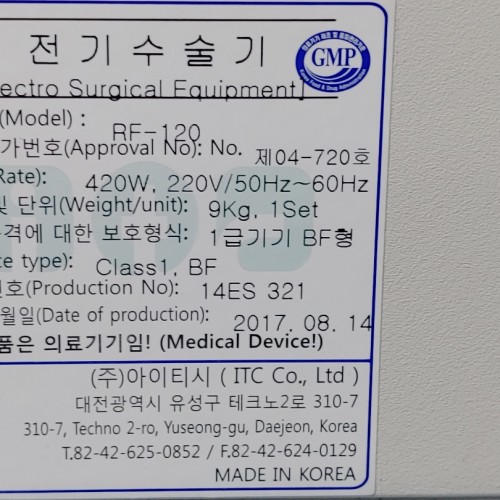 전기수술기
GMP
ectro Surgical Equipment]
(Model) : RF-120
가번호(Approval No): No. 제04-720호
Rate): 420W, 220V/50Hz~60Hz
및 단위(Weight/unit): 9Kg, 1Set
격에 대한 보호형식: 1급기기 BF형
ce type): Class1, BF
번호(Production No): 14ES 321
월일(Date of production): 2017. 08. 14
품은 의료기기임! (Medical Device!)
(주)아이티시 ( ITC Co., Ltd )
대전광역시 유성구 테크노2로 310-7
310-7, Techno 2-ro, Yuseong-gu, Daejeon, Korea
T.82-42-625-0852 / F.82-42-624-0129
MADE IN KOREA